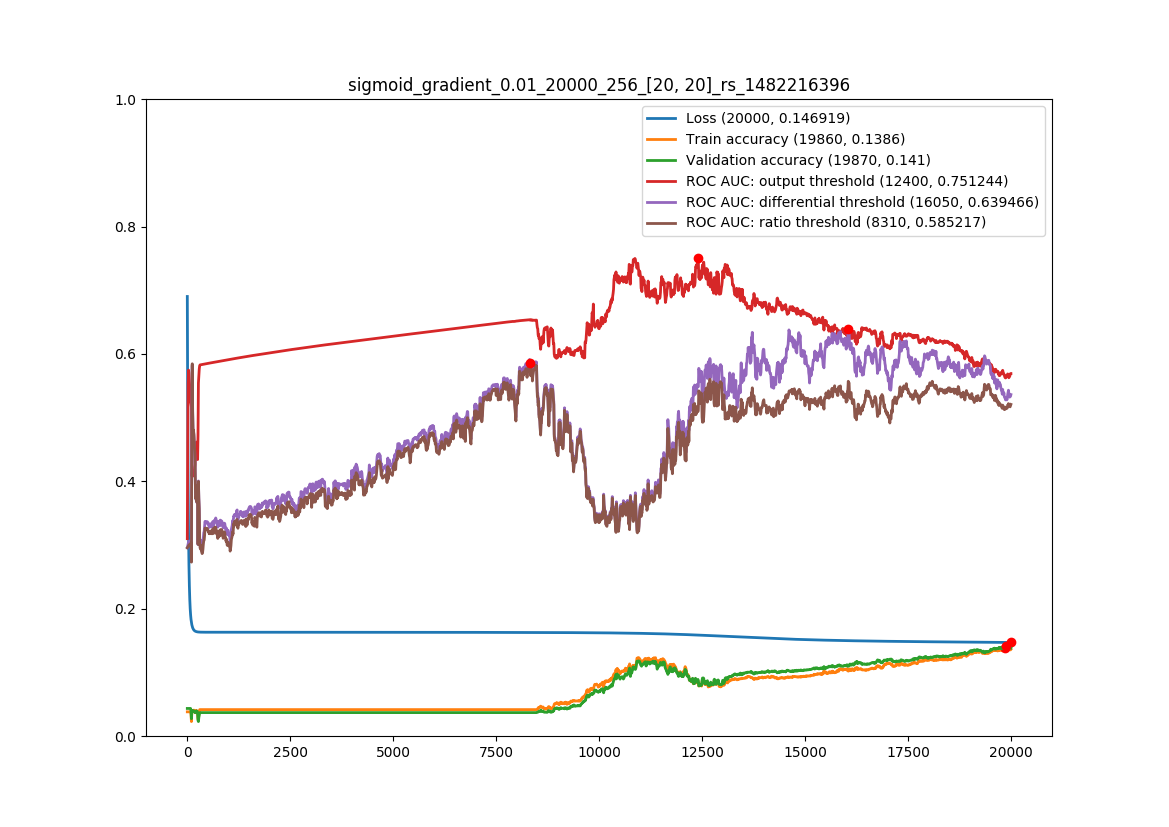 sigmoid_gradient_0.01_20000_256_[20, 20]_rs_1482216396
1.0
Loss (20000, 0.146919)
Train accuracy (19860, 0.1386)
Validation accuracy (19870, 0.141)
ROC AUC: output threshold (12400, 0.751244)
ROC AUC: differential threshold (16050, 0.639466)
ROC AUC: ratio threshold (8310, 0.585217)
0.8
0.6
0.4
0.2
0.0
0 2500 5000 7500 10000 12500 15000 17500 20000